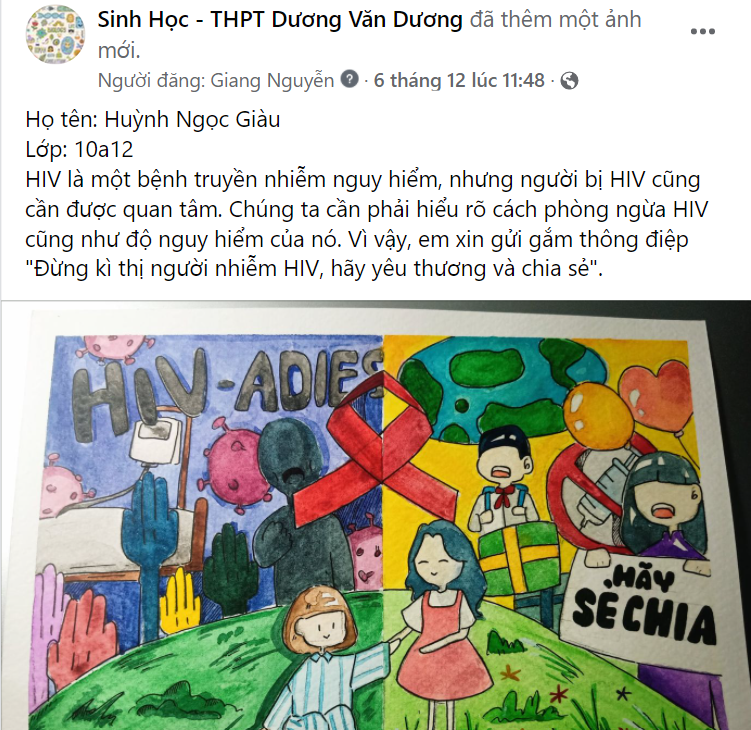 Sinh Học - THPT Dương Văn Dương đã thêm một ảnh
mới.
Người đăng: Giang Nguyễn · 6 tháng 12 lúc 11:48 ·
Họ tên: Huỳnh Ngọc Giàu
Lớp: 10a12
HIV là một bệnh truyền nhiễm nguy hiểm, nhưng người bị HIV cũng
cần được quan tâm. Chúng ta cần phải hiểu rõ cách phòng ngừa HIV
cũng như độ nguy hiểm của nó. Vì vậy, em xin gửi gắm thông điệp
"Đừng kì thị người nhiễm HIV, hãy yêu thương và chia sẻ".
HIV-ADIES
HÃY
SẺ CHIA